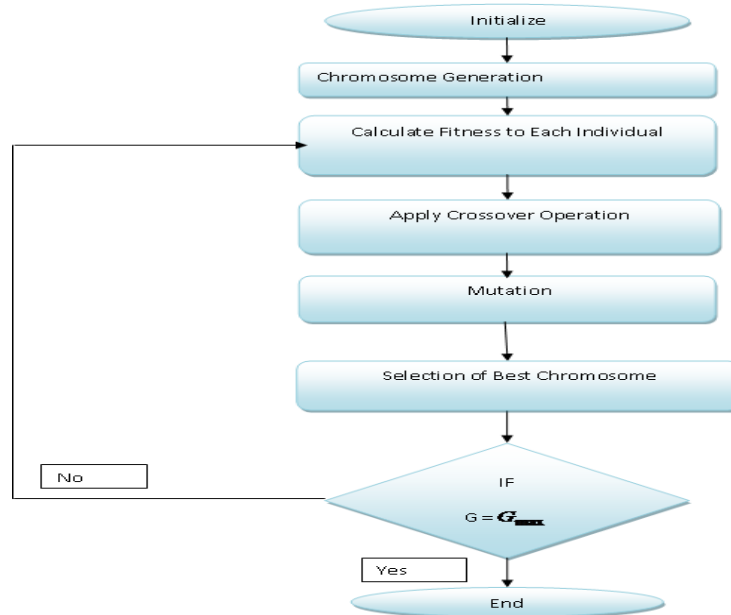 Initialize
Chromosome Generation
Calculate Fitness to Each Individual
Apply Crossover Operation
Mutation
Selection of Best Chromosome
No
IF
G = G
Yes
End